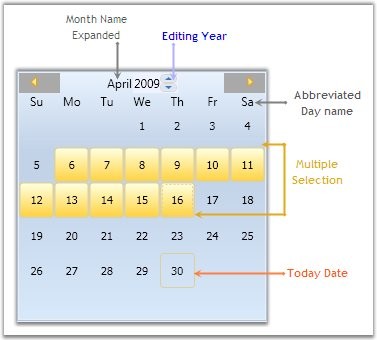 Month Name
Expanded
Editing Year
April 2009
Su Mo Tu We Th Fr Sa
Abbreviated
Day name
1 2 3 4
5 6 7 8 9 10 11
Multiple
Selection
12 13 14 15 16 17 18
19 20 21 22 23 24 25
26 27 28 29 30
Today Date